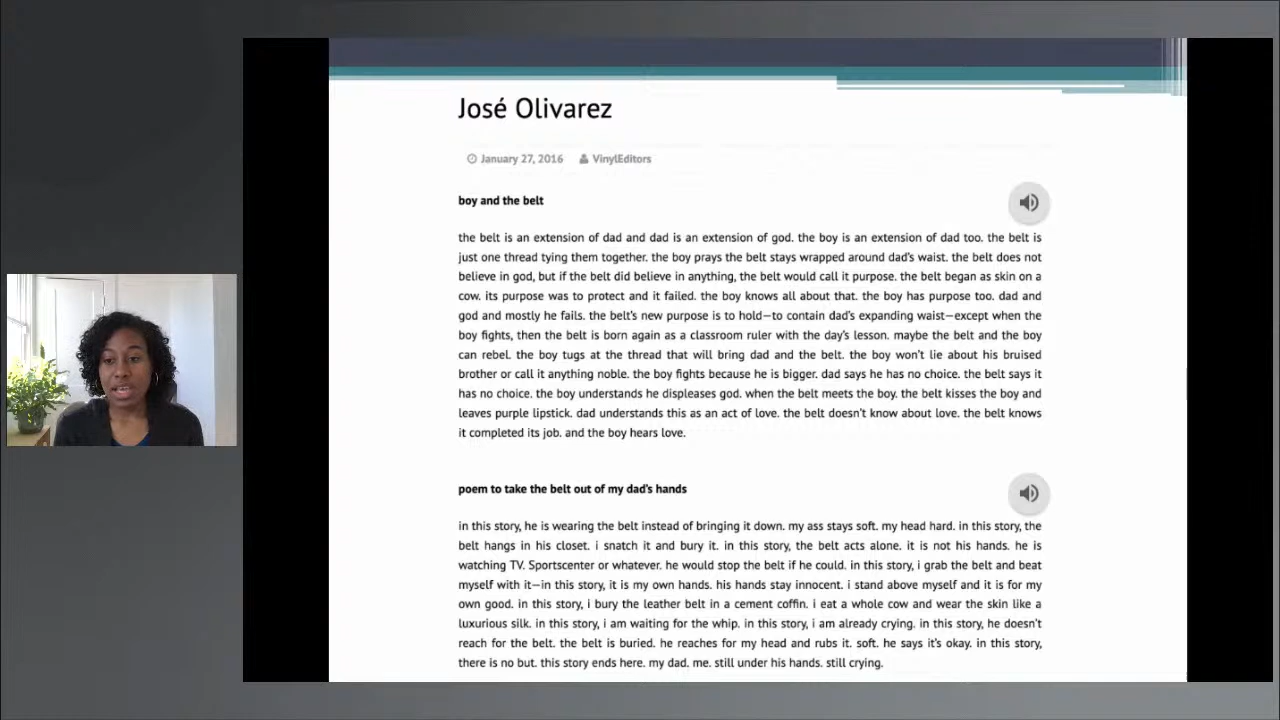 José Olivarez
January 27, 2016 VinylEditors
boy and the belt
the belt is an extension of dad and dad is an extension of god. the boy is an extension of dad too. the belt is
just one thread tying them together. the boy prays the belt stays wrapped around dad's waist. the belt does not
believe in god, but if the belt did believe in anything, the belt would call it purpose. the belt began as skin on a
cow. its purpose was to protect and it failed. the boy knows all about that. the boy has purpose too. dad and
god and mostly he fails. the belt's new purpose is to hold—to contain dad's expanding waist—except when the
boy fights, then the belt is born again as a classroom ruler with the day's lesson. maybe the belt and the boy
can rebel. the boy tugs at the thread that will bring dad and the belt. the boy won't lie about his bruised
brother or call it anything noble. the boy fights because he is bigger. dad says he has no choice. the belt says it
has no choice. the boy understands he displeases god. when the belt meets the boy. the belt kisses the boy and
leaves purple lipstick. dad understands this as an act of love. the belt doesn't know about love. the belt knows
it completed its job. and the boy hears love.
poem to take the belt out of my dad's hands
in this story, he is wearing the belt instead of bringing it down. my ass stays soft. my head hard. in this story, the
belt hangs in his closet. i snatch it and bury it. in this story, the belt acts alone. it is not his hands. he is
watching TV. Sportscenter or whatever. he would stop the belt if he could. in this story, i grab the belt and beat
myself with it—in this story, it is my own hands. his hands stay innocent. i stand above myself and it is for my
own good. in this story, i bury the leather belt in a cement coffin. i eat a whole cow and wear the skin like a
luxurious silk. in this story, i am waiting for the whip. in this story, i am already crying. in this story, he doesn't
reach for the belt. the belt is buried. he reaches for my head and rubs it. soft. he says it's okay. in this story,
there is no but. this story ends here. my dad. me. still under his hands. still crying.